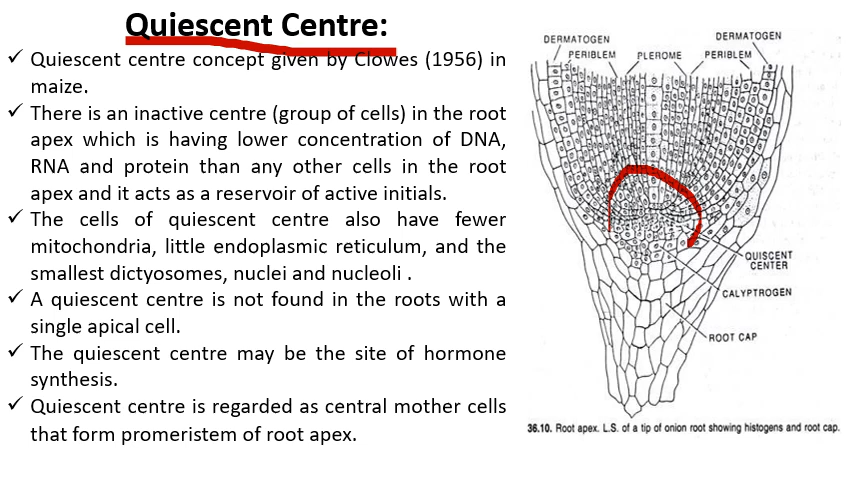 Quiescent Centre:
✓ Quiescent centre concept given by Clowes (1956) in
maize.
✓ There is an inactive centre (group of cells) in the root
apex which is having lower concentration of DNA,
RNA and protein than any other cells in the root
apex and it acts as a reservoir of active initials.
✓ The cells of quiescent centre also have fewer
mitochondria, little endoplasmic reticulum, and the
smallest dictyosomes, nuclei and nucleoli .
✓ A quiescent centre is not found in the roots with a
single apical cell.
✓ The quiescent centre may be the site of hormone
synthesis.
✓ Quiescent centre is regarded as central mother cells
that form promeristem of root apex.
DERMATOGEN
PERIBLEM
PLEROME
PERIBLEM
DERMATOGEN
QUISCENT
CENTER
CALYPTROGEN
ROOT CAP
36.10. Root apex. L.S. of a tip of onion root showing histogens and root cap.